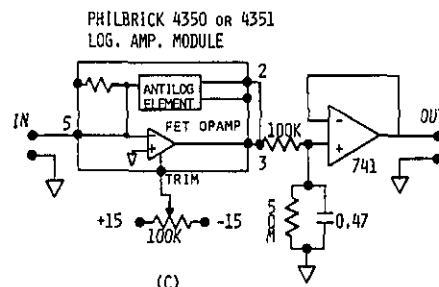 PHILBRICK 4350 OR 4351
LOG. AMP. MODULE
2
ANTILOG
ELEMENT
IN
5
FET OPAMP
100K
OUT
3
741
TRIM
+15
-15
100K
50M
0.47
(C)